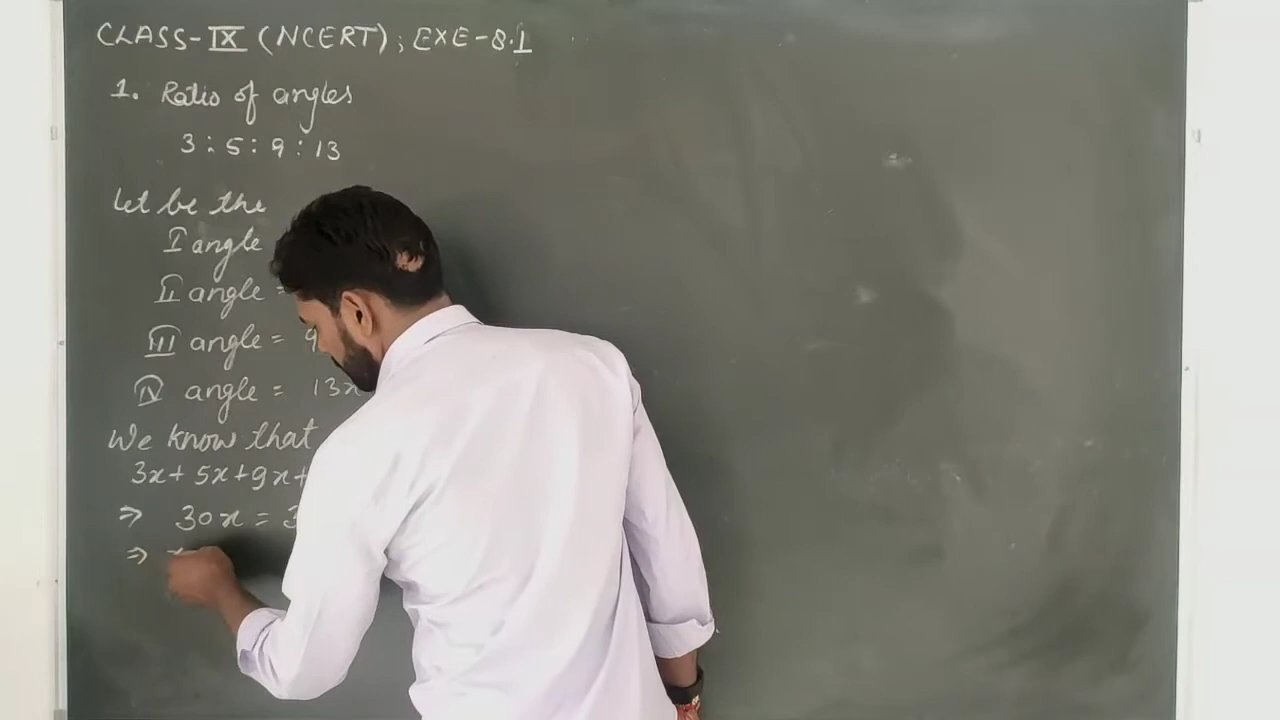 CLASS-IX (NCERT); EXE-8.1
1. Ratio of angles
3:5:9:13
Let be the
I angle
II angle =
III angle = 9
IV angle = 13x
We know that
3x+5x+9x+
⇒ 30x = 3
⇒ x